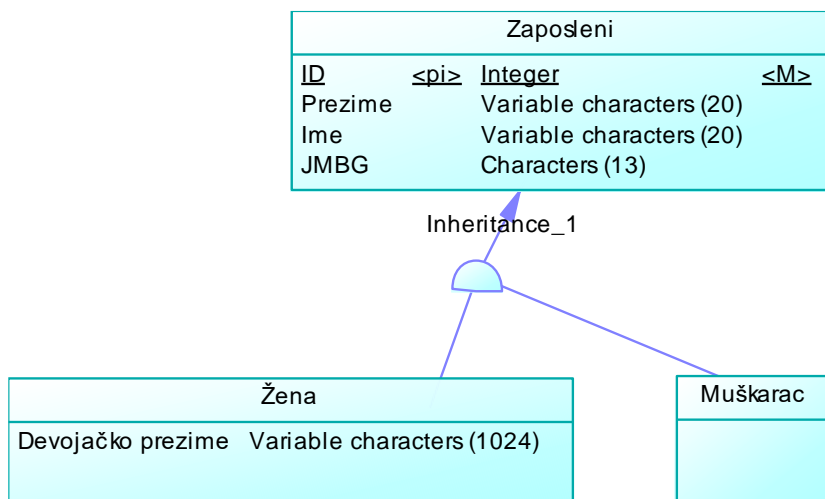 Zaposleni
ID <pi> Integer <M>
Prezime Variable characters (20)
Ime Variable characters (20)
JMBG Characters (13)
Inheritance_1
Žena
Muškarac
Devojačko prezime Variable characters (1024)